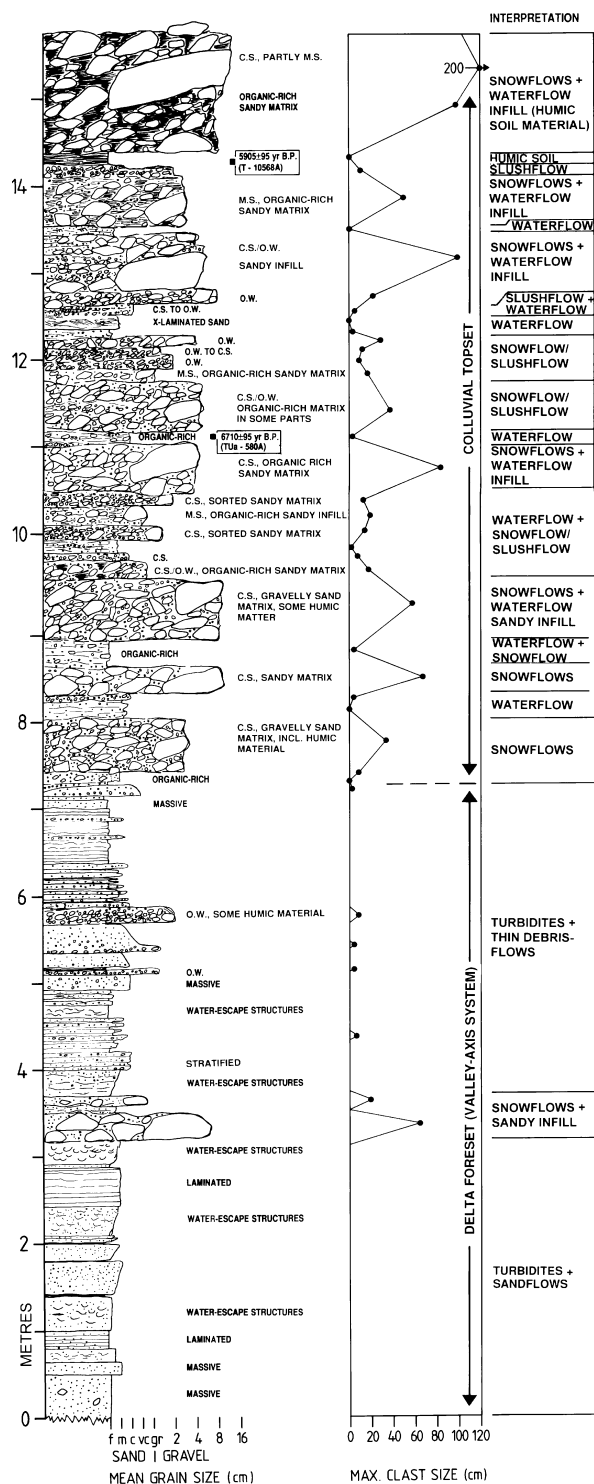 INTERPRETATION
C.S., PARTLY M.S.
200
ORGANIC-RICH
SANDY MATRIX
SNOWFLOWS +
WATERFLOW
INFILL (HUMIC
SOIL MATERIAL)
5905±95 yr B.P.
(T - 10568A)
HUMIC SOIL
SLUSHFLOW
14
M.S., ORGANIC-RICH
SANDY MATRIX
SNOWFLOWS +
WATERFLOW
INFILL
WATERFLOW
C.S./O.W.
SANDY INFILL
SNOWFLOWS +
WATERFLOW
INFILL
O.W.
C.S. TO O.W.
SLUSHFLOW +
WATERFLOW
X-LAMINATED SAND
WATERFLOW
12
O.W.
O.W. TO C.S.
O.W.
M.S., ORGANIC-RICH SANDY MATRIX
SNOWFLOW/
SLUSHFLOW
C.S./O.W.
ORGANIC-RICH MATRIX
IN SOME PARTS
SNOWFLOW/
SLUSHFLOW
ORGANIC-RICH
6710±95 yr B.P.
(TUa - 580A)
WATERFLOW
C.S., ORGANIC RICH
SANDY MATRIX
SNOWFLOWS +
WATERFLOW
INFILL
COLLUVIAL TOPSET
C.S., SORTED SANDY MATRIX
M.S., ORGANIC-RICH SANDY INFILL
10
C.S., SORTED SANDY MATRIX
C.S.
C.S./O.W., ORGANIC-RICH SANDY MATRIX
WATERFLOW +
SNOWFLOW/
SLUSHFLOW
C.S., GRAVELLY SAND
MATRIX, SOME HUMIC
MATTER
SNOWFLOWS +
WATERFLOW
SANDY INFILL
ORGANIC-RICH
WATERFLOW +
SNOWFLOW
C.S., SANDY MATRIX
SNOWFLOWS
8
WATERFLOW
C.S., GRAVELLY SAND
MATRIX, INCL. HUMIC
MATERIAL
SNOWFLOWS
ORGANIC-RICH
MASSIVE
6
O.W., SOME HUMIC MATERIAL
TURBIDITES +
THIN DEBRIS-
FLOWS
O.W.
MASSIVE
WATER-ESCAPE STRUCTURES
4
STRATIFIED
WATER-ESCAPE STRUCTURES
DELTA FORESET (VALLEY-AXIS SYSTEM)
SNOWFLOWS +
SANDY INFILL
WATER-ESCAPE STRUCTURES
LAMINATED
WATER-ESCAPE STRUCTURES
2
TURBIDITES +
SANDFLOWS
WATER-ESCAPE STRUCTURES
LAMINATED
MASSIVE
MASSIVE
METRES
0
f m c vc gr 2 4 8 16
SAND | GRAVEL
MEAN GRAIN SIZE (cm)
0 20 40 60 80 100 120
MAX. CLAST SIZE (cm)